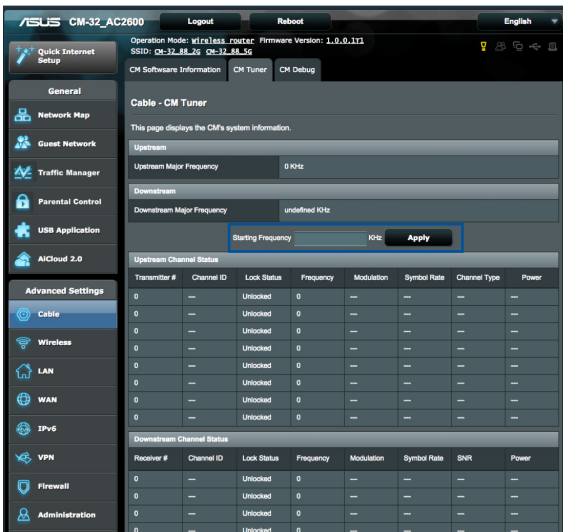 ASUS CM-32_AC2600 Logout Reboot English
Quick Internet Setup
Operation Mode: Wireless router Firmware Version: 1.0.0.1T1
SSID: CM-32_88_2G CM-32_88_5G
CM Software Information CM Tuner CM Debug
General
Network Map
Guest Network
Traffic Manager
Parental Control
USB Application
AiCloud 2.0
Advanced Settings
Cable
Wireless
LAN
WAN
IPv6
VPN
Firewall
Administration
Cable - CM Tuner
This page displays the CM's system information.
Upstream
Upstream Major Frequency 0 KHz
Downstream
Downstream Major Frequency undefined KHz
Starting Frequency KHz Apply
Upstream Channel Status
Transmitter # Channel ID Lock Status Frequency Modulation Symbol Rate Channel Type Power
0 --- Unlocked 0 --- --- --- ---
0 --- Unlocked 0 --- --- --- ---
0 --- Unlocked 0 --- --- --- ---
0 --- Unlocked 0 --- --- --- ---
0 --- Unlocked 0 --- --- --- ---
0 --- Unlocked 0 --- --- --- ---
0 --- Unlocked 0 --- --- --- ---
0 --- Unlocked 0 --- --- --- ---
Downstream Channel Status
Receiver # Channel ID Lock Status Frequency Modulation Symbol Rate SNR Power
0 --- Unlocked 0 --- --- --- ---
0 --- Unlocked 0 --- --- --- ---
0 --- Unlocked 0 --- --- --- ---
0 --- Unlocked 0 --- --- --- ---